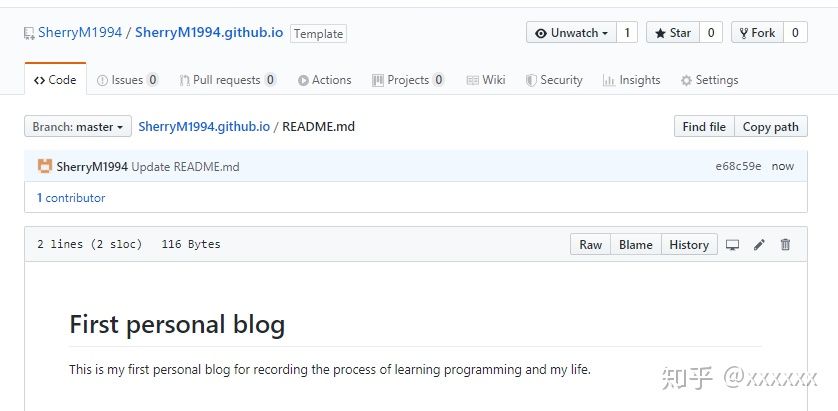 SherryM1994 / SherryM1994.github.io Template Unwatch 1 Star 0 Fork 0
Code Issues 0 Pull requests 0 Actions Projects 0 Wiki Security Insights Settings
Branch: master SherryM1994.github.io / README.md Find file Copy path
SherryM1994 Update README.md e68c59e now
1 contributor
2 lines (2 sloc) 116 Bytes Raw Blame History
First personal blog
This is my first personal blog for recording the process of learning programming and my life.
知乎 @xxxxxx